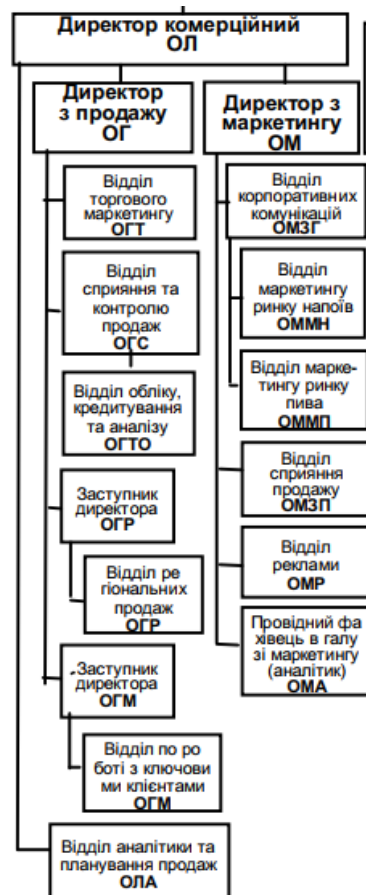 Директор комерційний
ОЛ
Директор
з продажу
ОГ
Відділ
торгового
маркетингу
ОГТ
Відділ
сприяння та
контролю
продаж
ОГС
Відділ обліку,
кредитування
та аналізу
ОГТО
Заступник
директора
ОГР
Відділ ре
гіональних
продаж
ОГР
Заступник
директора
ОГМ
Відділ по ро
боті з ключови
ми клієнтами
ОГМ
Відділ аналітики та
планування продаж
ОЛА
Директор з
маркетингу
ОМ
Відділ
корпоративних
комунікацій
ОМЗГ
Відділ
маркетингу
ринку напоїв
ОММН
Відділ марке-
тингу ринку
пива
ОММП
Відділ
сприяння
продажу
ОМЗП
Відділ
реклами
ОМР
Провідний фа
хівець в галу
зі маркетингу
(аналітик)
ОМА